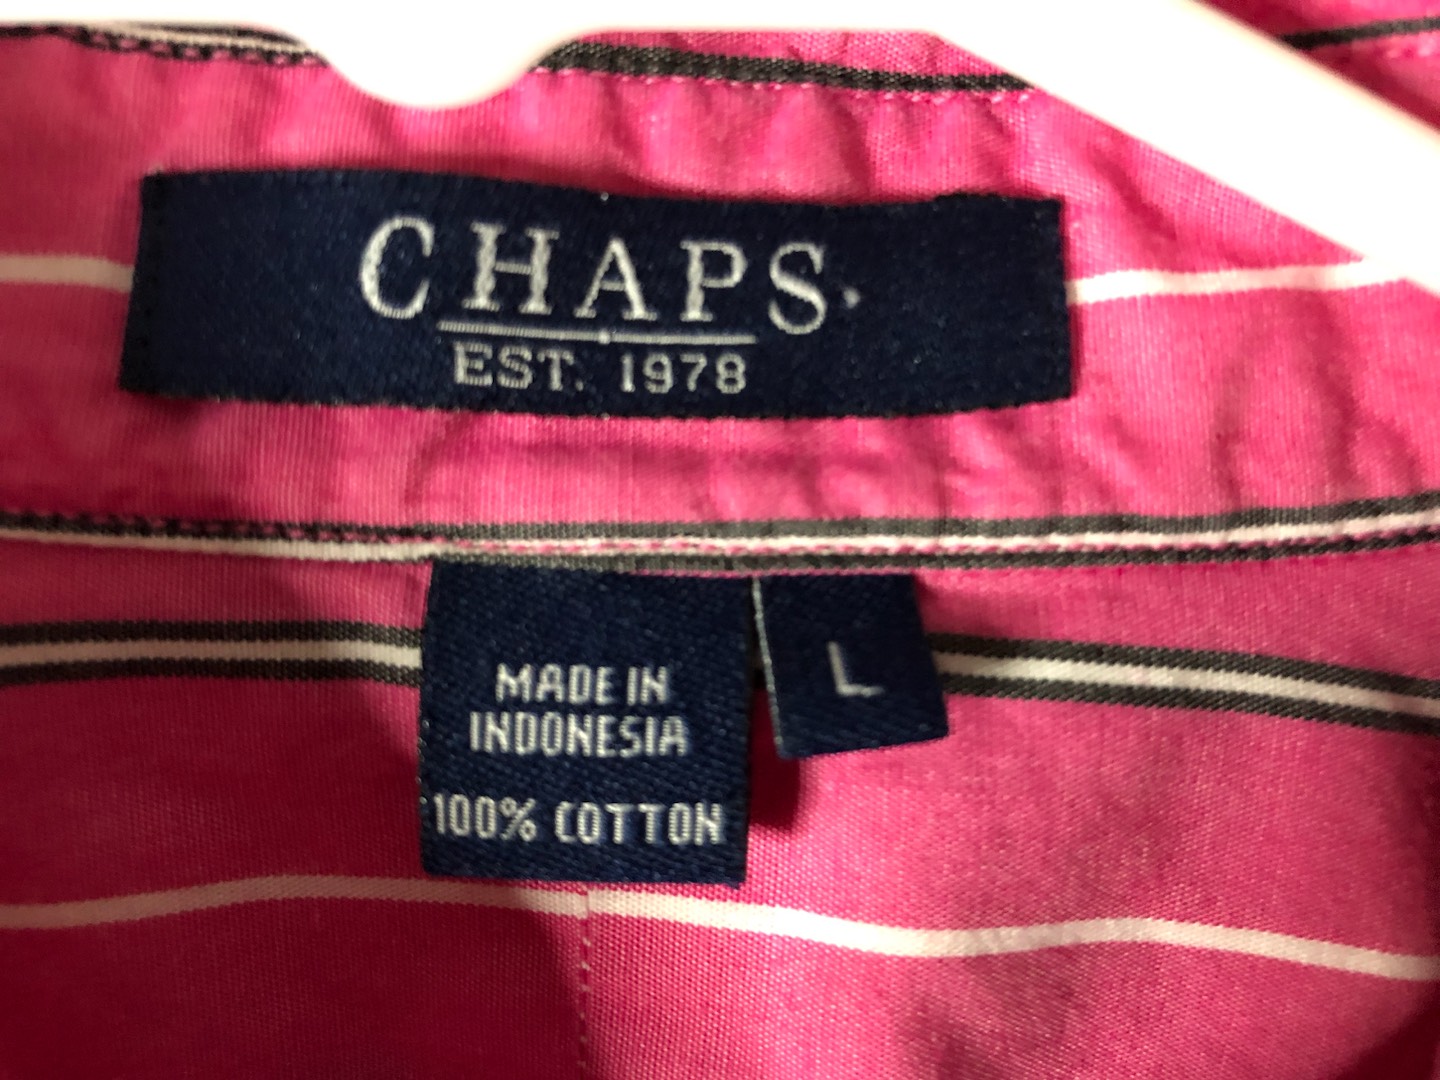 CHAPS
EST. 1978
MADE IN
INDONESIA
100% COTTON
L